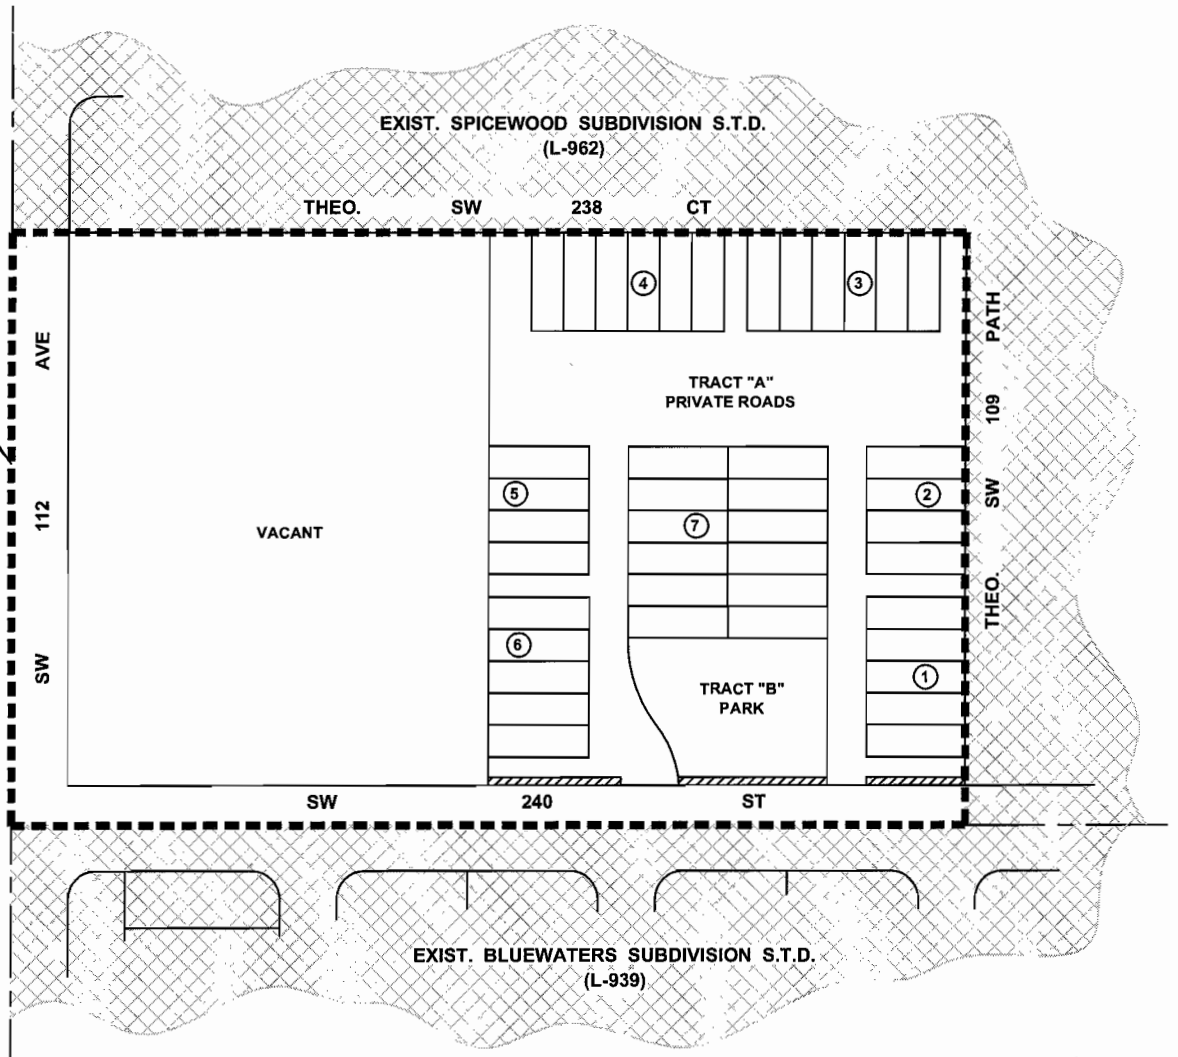 EXIST. SPICEWOOD SUBDIVISION S.T.D.
(L-962)
THEO. SW 238 CT
4
3
SW 112 AVE
THEO. SW 109 PATH
TRACT "A"
PRIVATE ROADS
5
2
7
VACANT
6
1
TRACT "B"
PARK
SW 240 ST
EXIST. BLUEWATERS SUBDIVISION S.T.D.
(L-939)